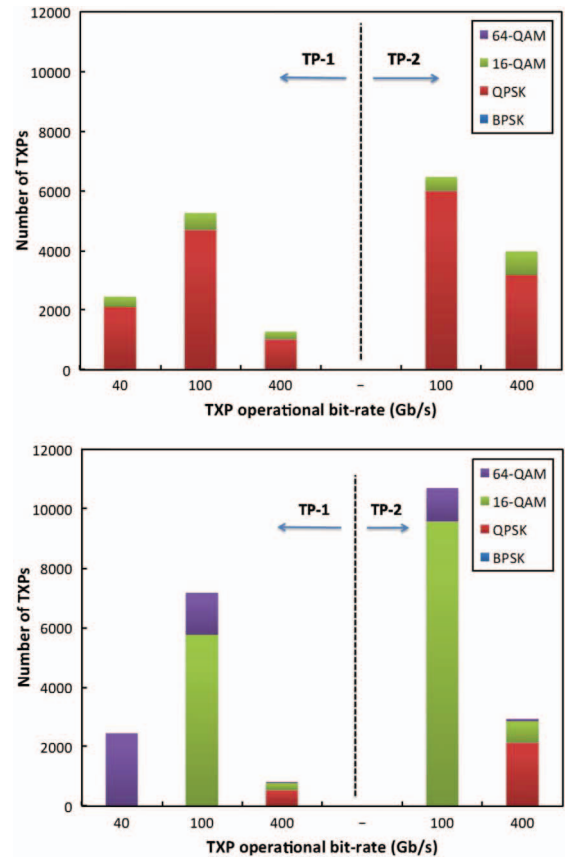 12000
10000
8000
6000
4000
2000
0
Number of TXPs
TP-1
TP-2
64-QAM
16-QAM
QPSK
BPSK
40 100 400 – 100 400
TXP operational bit-rate (Gb/s)
12000
10000
8000
6000
4000
2000
0
Number of TXPs
TP-1
TP-2
64-QAM
16-QAM
QPSK
BPSK
40 100 400 – 100 400
TXP operational bit-rate (Gb/s)